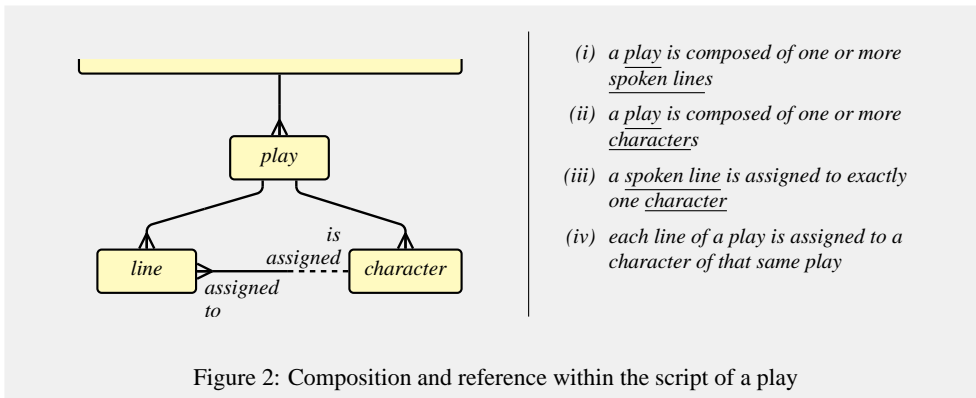 play
line
is
assigned
character
assigned
to
(i) a play is composed of one or more
spoken lines
(ii) a play is composed of one or more
characters
(iii) a spoken line is assigned to exactly
one character
(iv) each line of a play is assigned to a
character of that same play
Figure 2: Composition and reference within the script of a play